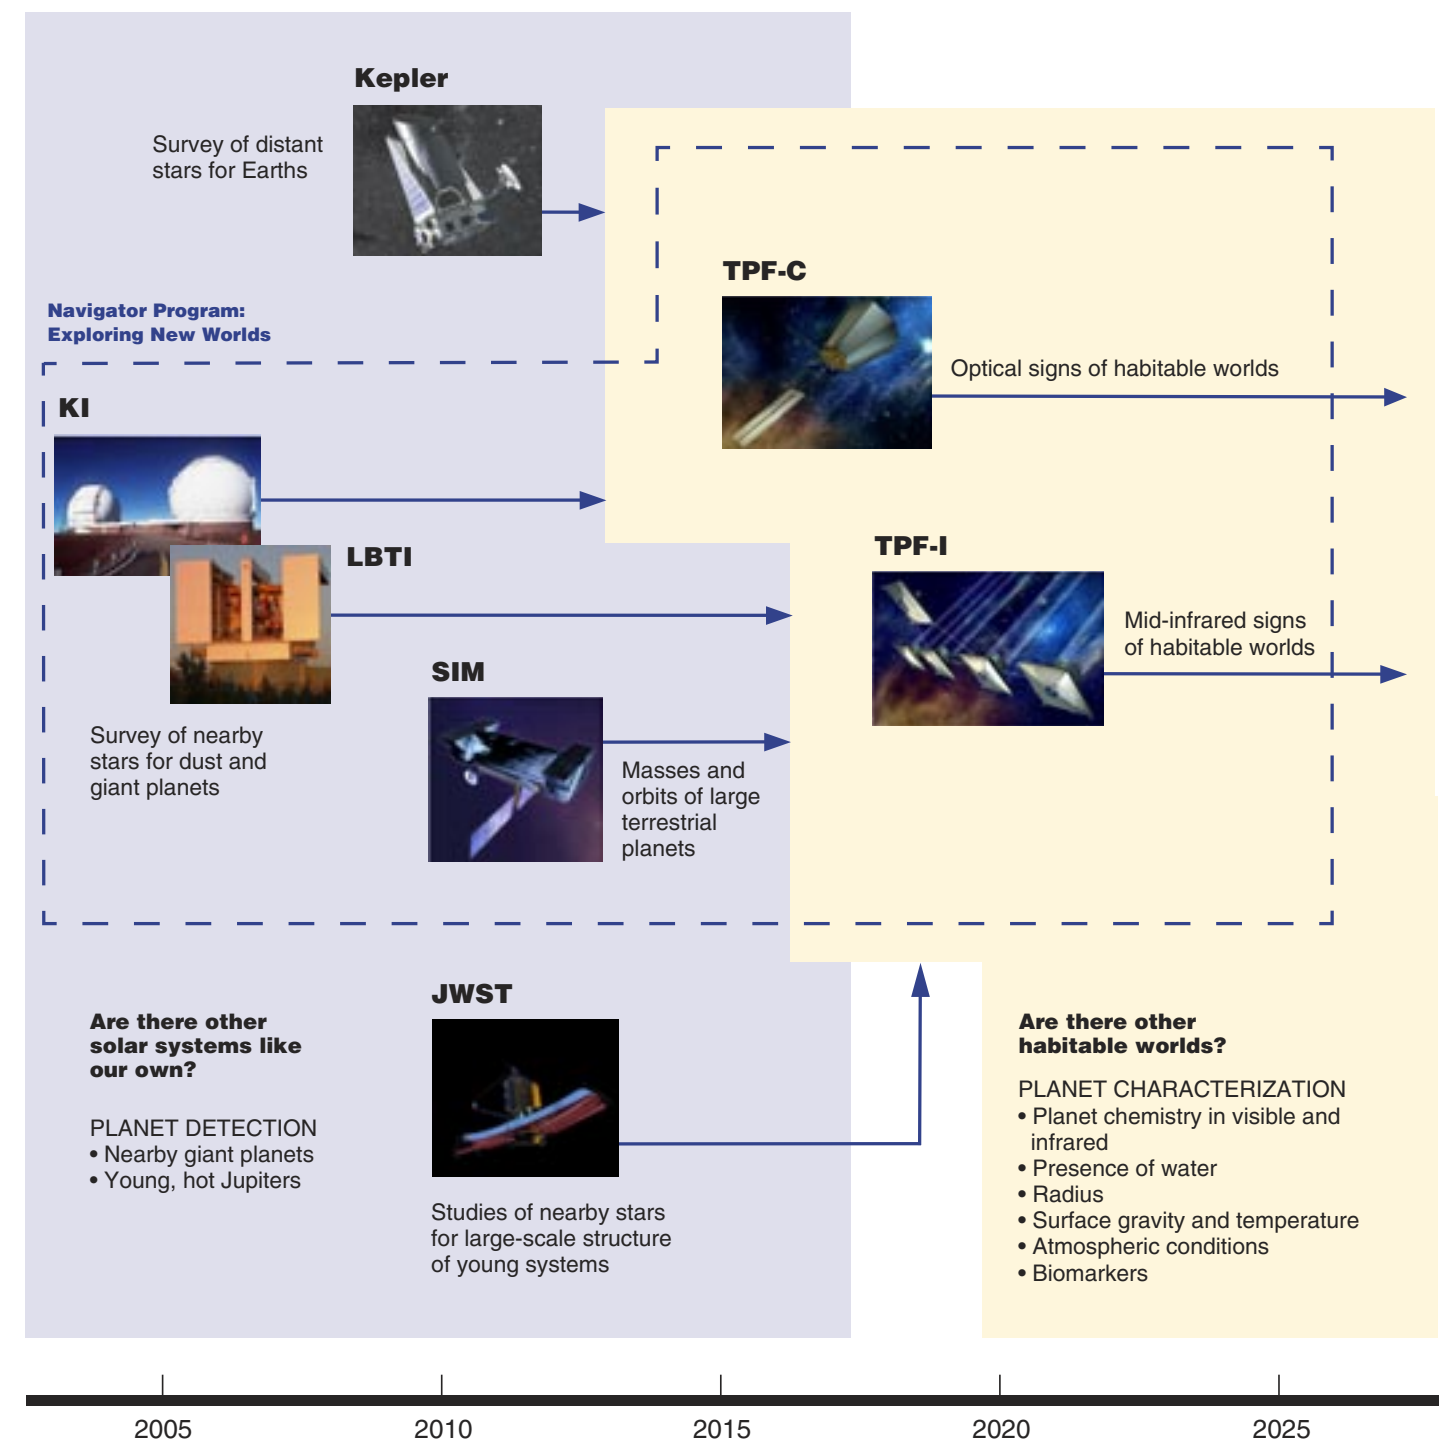 Kepler
Survey of distant
stars for Earths
Navigator Program:
Exploring New Worlds
TPF-C
Optical signs of habitable worlds
KI
LBTI
TPF-I
Mid-infrared signs
of habitable worlds
SIM
Survey of nearby
stars for dust and
giant planets
Masses and
orbits of large
terrestrial
planets
JWST
Are there other
solar systems like
our own?
PLANET DETECTION
• Nearby giant planets
• Young, hot Jupiters
Studies of nearby stars
for large-scale structure
of young systems
Are there other
habitable worlds?
PLANET CHARACTERIZATION
• Planet chemistry in visible and
infrared
• Presence of water
• Radius
• Surface gravity and temperature
• Atmospheric conditions
• Biomarkers
2005 2010 2015 2020 2025